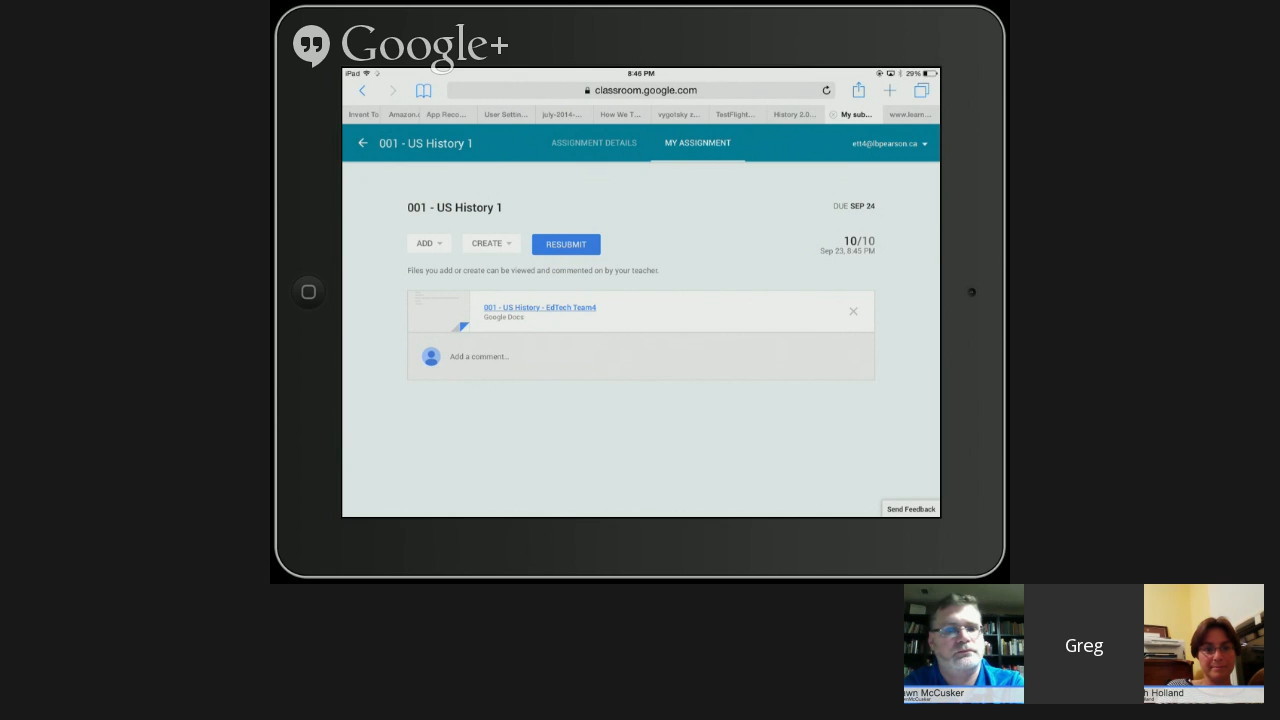 Google+
iPad 8:46 PM 29%
classroom.google.com
Invent To Amazon.c App Reco... User Settin... july-2014-... How We T... vygotsky z... TestFlight... History 2.0... My sub... www.learn...
001 - US History 1 ASSIGNMENT DETAILS MY ASSIGNMENT ett4@lbpearson.ca
001 - US History 1 DUE SEP 24
ADD CREATE RESUBMIT 10/10
Sep 23, 8:45 PM
Files you add or create can be viewed and commented on by your teacher.
001 - US History - EdTech Team4
Google Docs
Add a comment...
Send Feedback
Greg
wn McCusker
h Holland